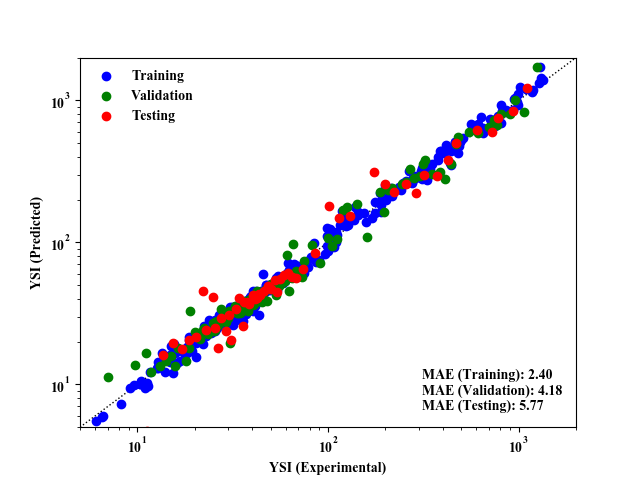 Training
Validation
Testing
YSI (Predicted)
10³
10²
10¹
MAE (Training): 2.40
MAE (Validation): 4.18
MAE (Testing): 5.77
10¹ 10² 10³
YSI (Experimental)